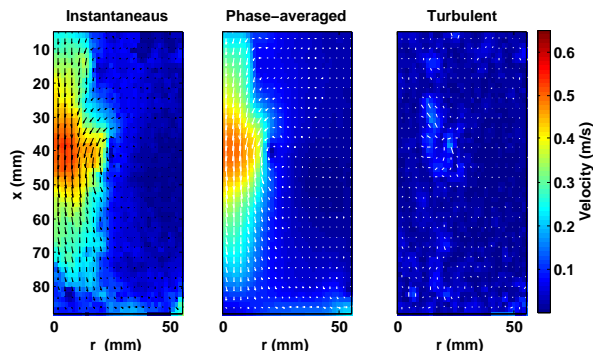 Instantaneaus
Phase−averaged
Turbulent
10
20
30
40
50
60
70
80
x (mm)
0
50
r (mm)
0
50
r (mm)
0
50
r (mm)
0.6
0.5
0.4
0.3
0.2
0.1
Velocity (m/s)